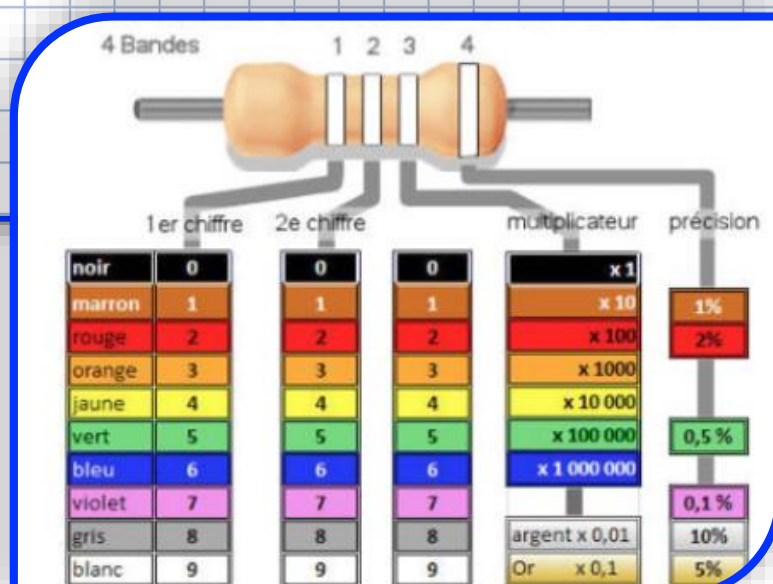 4 Bandes 1 2 3 4
1er chiffre 2e chiffre multiplicateur précision
noir 0 0 0 x 1
marron 1 1 1 x 10 1%
rouge 2 2 2 x 100 2%
orange 3 3 3 x 1000
jaune 4 4 4 x 10 000
vert 5 5 5 x 100 000 0,5 %
bleu 6 6 6 x 1 000 000
violet 7 7 7 0,1 %
gris 8 8 8 argent x 0,01 10%
blanc 9 9 9 Or x 0,1 5%